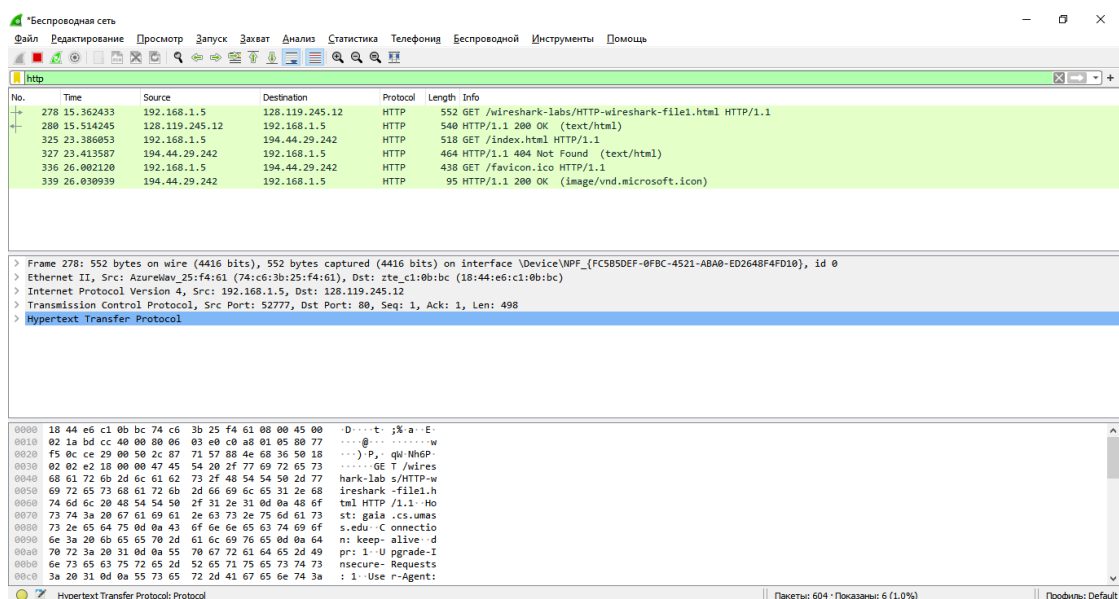 *Беспроводная сеть
Файл Редактирование Просмотр Запуск Захват Анализ Статистика Телефония Беспроводной Инструменты Помощь
http
No. Time Source Destination Protocol Length Info
278 15.362433 192.168.1.5 128.119.245.12 HTTP 552 GET /wireshark-labs/HTTP-wireshark-file1.html HTTP/1.1
280 15.514245 128.119.245.12 192.168.1.5 HTTP 540 HTTP/1.1 200 OK (text/html)
325 23.386053 192.168.1.5 194.44.29.242 HTTP 518 GET /index.html HTTP/1.1
327 23.413587 194.44.29.242 192.168.1.5 HTTP 464 HTTP/1.1 404 Not Found (text/html)
336 26.002120 192.168.1.5 194.44.29.242 HTTP 438 GET /favicon.ico HTTP/1.1
339 26.030939 194.44.29.242 192.168.1.5 HTTP 95 HTTP/1.1 200 OK (image/vnd.microsoft.icon)
> Frame 278: 552 bytes on wire (4416 bits), 552 bytes captured (4416 bits) on interface \Device\NPF_{FC5B5DEF-0FBC-4521-ABA0-ED2648F4FD10}, id 0
> Ethernet II, Src: AzureWav_25:f4:61 (74:c6:3b:25:f4:61), Dst: zte_c1:0b:bc (18:44:e6:c1:0b:bc)
> Internet Protocol Version 4, Src: 192.168.1.5, Dst: 128.119.245.12
> Transmission Control Protocol, Src Port: 52777, Dst Port: 80, Seq: 1, Ack: 1, Len: 498
> Hypertext Transfer Protocol
0000 18 44 e6 c1 0b bc 74 c6 3b 25 f4 61 08 00 45 00 ·D····t· ;%·a··E·
0010 02 1a bd cc 40 00 80 06 03 e0 c0 a8 01 05 80 77 ····@··· ·······w
0020 f5 0c ce 29 00 50 2c 87 71 57 88 4e 68 36 50 18 ···)·P,· qW·Nh6P·
0030 02 02 e2 18 00 00 47 45 54 20 2f 77 69 72 65 73 ······GE T /wires
0040 68 61 72 6b 2d 6c 61 62 73 2f 48 54 54 50 2d 77 hark-lab s/HTTP-w
0050 69 72 65 73 68 61 72 6b 2d 66 69 6c 65 31 2e 68 ireshark -file1.h
0060 74 6d 6c 20 48 54 54 50 2f 31 2e 31 0d 0a 48 6f tml HTTP /1.1··Ho
0070 73 74 3a 20 67 61 69 61 2e 63 73 2e 75 6d 61 73 st: gaia .cs.umas
0080 73 2e 65 64 75 0d 0a 43 6f 6e 6e 65 63 74 69 6f s.edu··C onnectio
0090 6e 3a 20 6b 65 65 70 2d 61 6c 69 76 65 0d 0a 64 n: keep- alive··d
00a0 70 72 3a 20 31 0d 0a 55 70 67 72 61 64 65 2d 49 pr: 1··U pgrade-I
00b0 6e 73 65 63 75 72 65 2d 52 65 71 75 65 73 74 73 nsecure- Requests
00c0 3a 20 31 0d 0a 55 73 65 72 2d 41 67 65 6e 74 3a : 1··Use r-Agent:
Hypertext Transfer Protocol: Protocol Пакеты: 604 · Показаны: 6 (1.0%) Профиль: Default